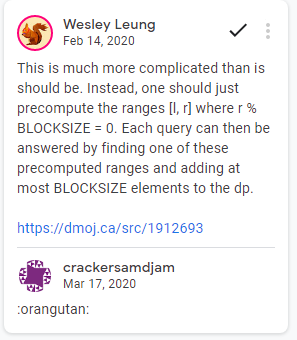 Wesley Leung
Feb 14, 2020
This is much more complicated than is
should be. Instead, one should just
precompute the ranges [l, r] where r %
BLOCKSIZE = 0. Each query can then be
answered by finding one of these
precomputed ranges and adding at
most BLOCKSIZE elements to the dp.
https://dmoj.ca/src/1912693
crackersamdjam
Mar 17, 2020
:orangutan: